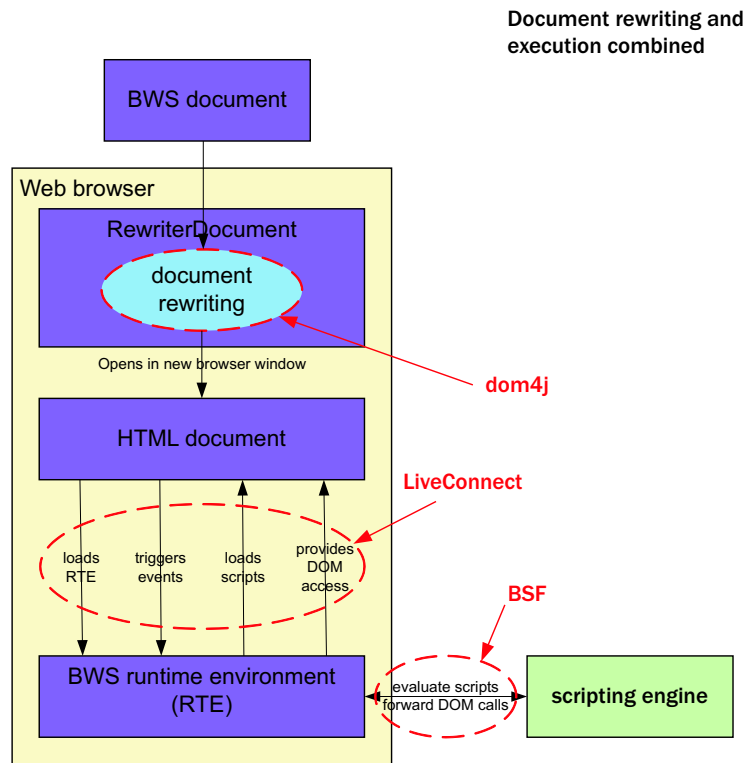 Document rewriting and
execution combined
BWS document
Web browser
RewriterDocument
document
rewriting
Opens in new browser window
dom4j
HTML document
LiveConnect
loads
RTE
triggers
events
loads
scripts
provides
DOM
access
BSF
BWS runtime environment
(RTE)
evaluate scripts
forward DOM calls
scripting engine